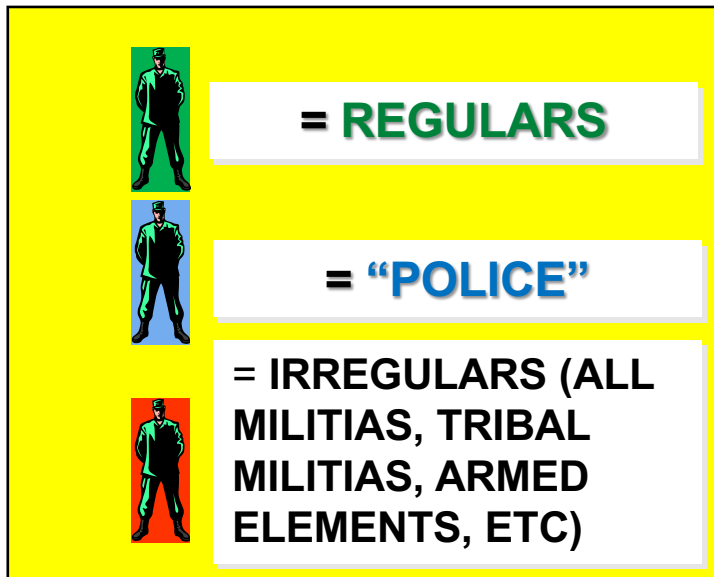 = REGULARS
= “POLICE”
= IRREGULARS (ALL
MILITIAS, TRIBAL
MILITIAS, ARMED
ELEMENTS, ETC)